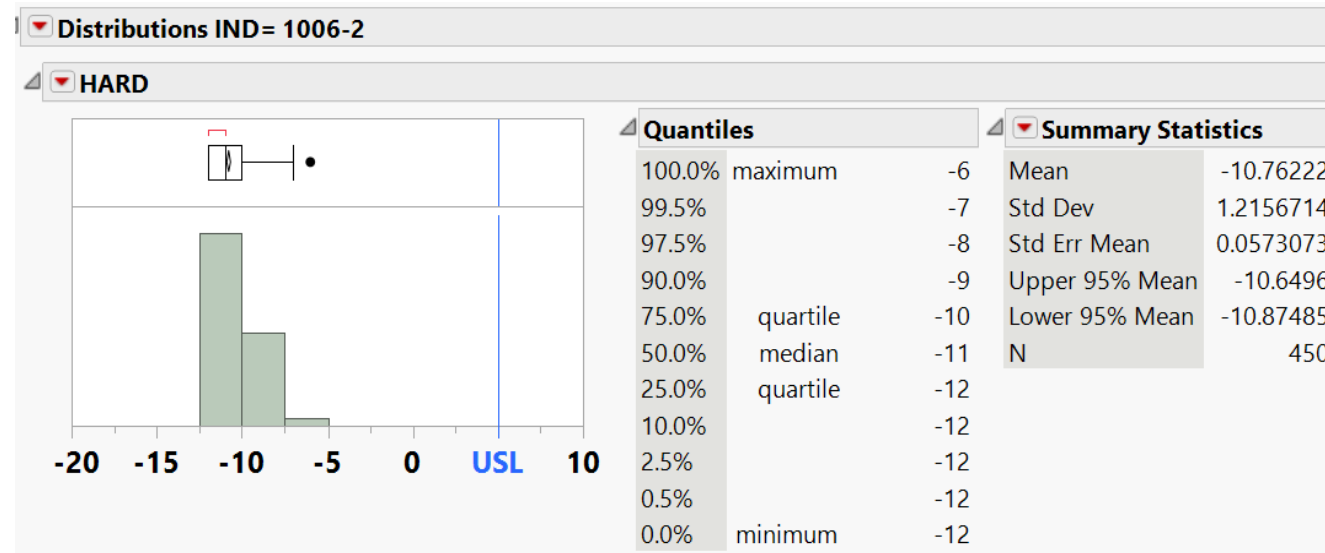 Distributions IND= 1006-2
HARD
-20 -15 -10 -5 0 USL 10
Quantiles
100.0% maximum -6
99.5% -7
97.5% -8
90.0% -9
75.0% quartile -10
50.0% median -11
25.0% quartile -12
10.0% -12
2.5% -12
0.5% -12
0.0% minimum -12
Summary Statistics
Mean -10.76222
Std Dev 1.2156714
Std Err Mean 0.0573073
Upper 95% Mean -10.6496
Lower 95% Mean -10.87485
N 450